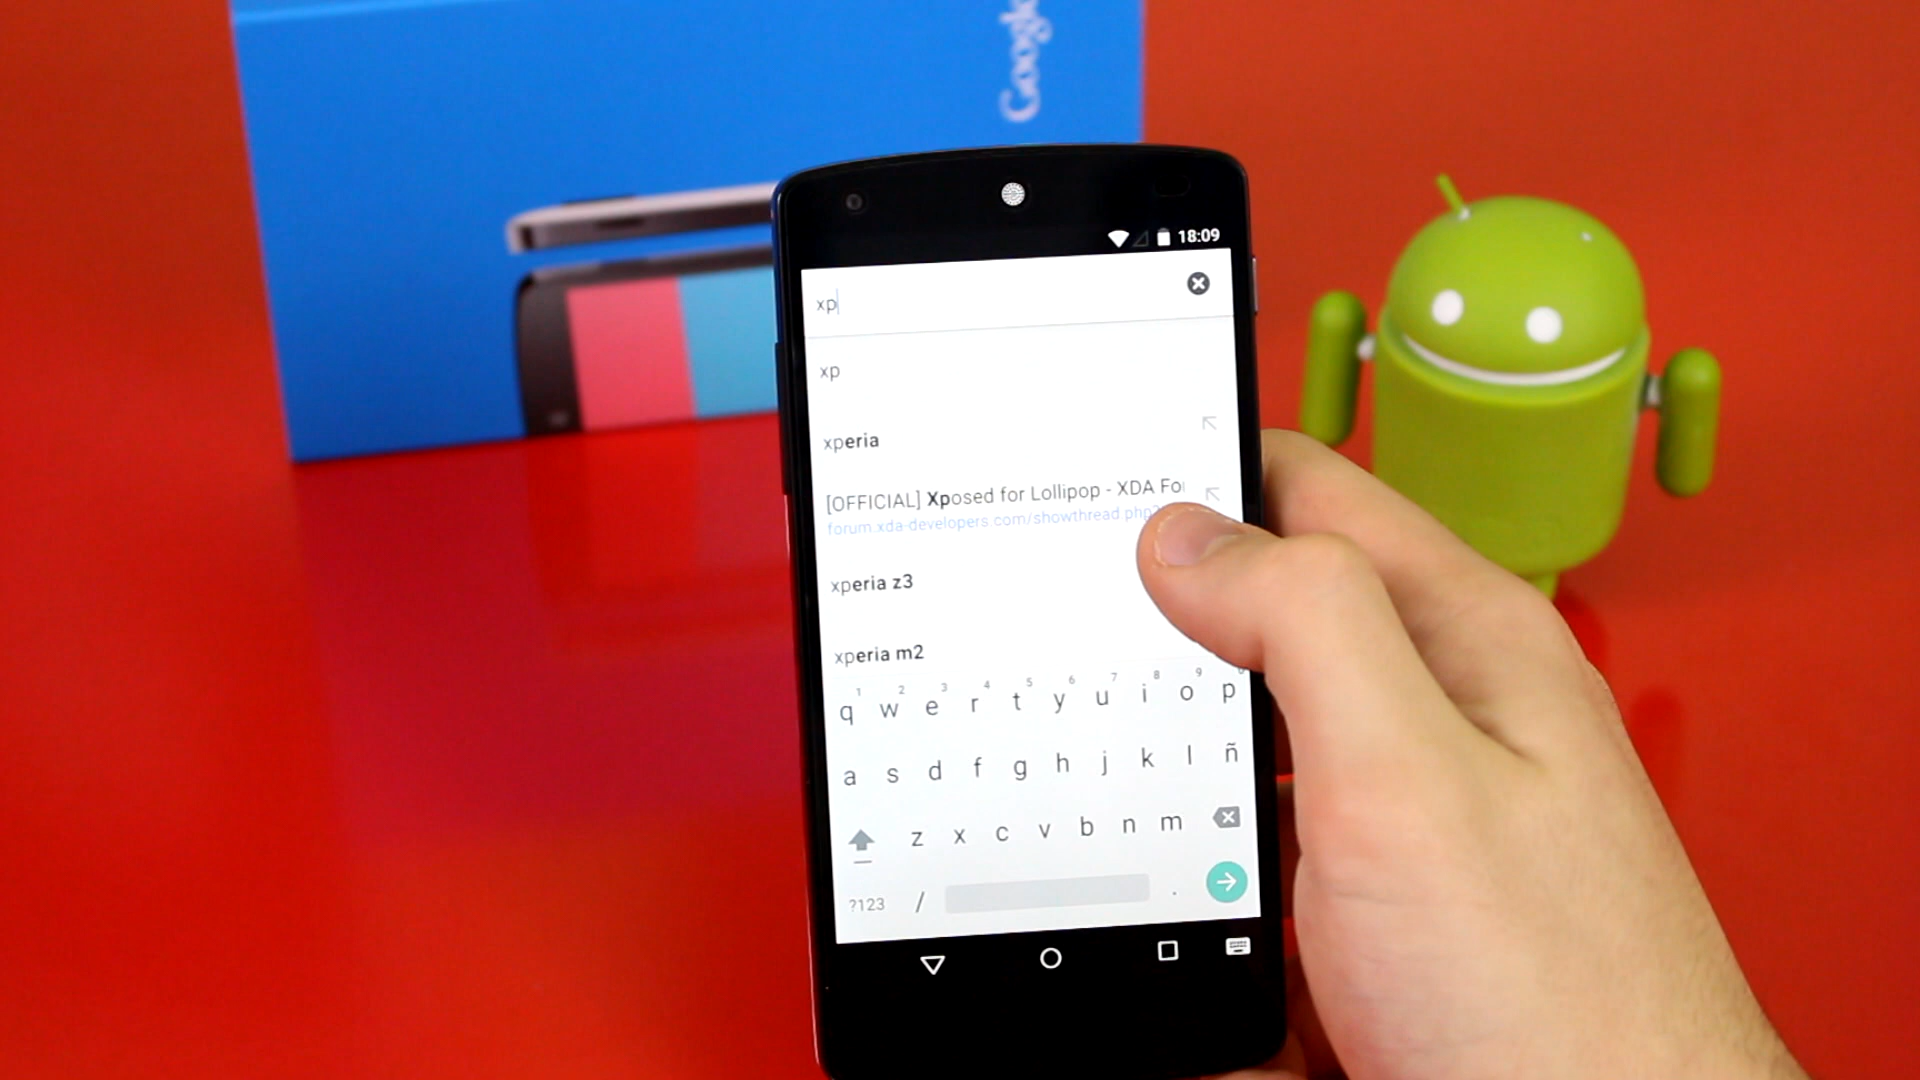 Google
18:09
xp
xp
xperia
[OFFICIAL] Xposed for Lollipop - XDA Fo
forum.xda-developers.com/showthread.php?
xperia z3
xperia m2
1 2 3 4 5 6 7 8 9
q w e r t y u i o p
a s d f g h j k l ñ
z x c v b n m
?123 / .